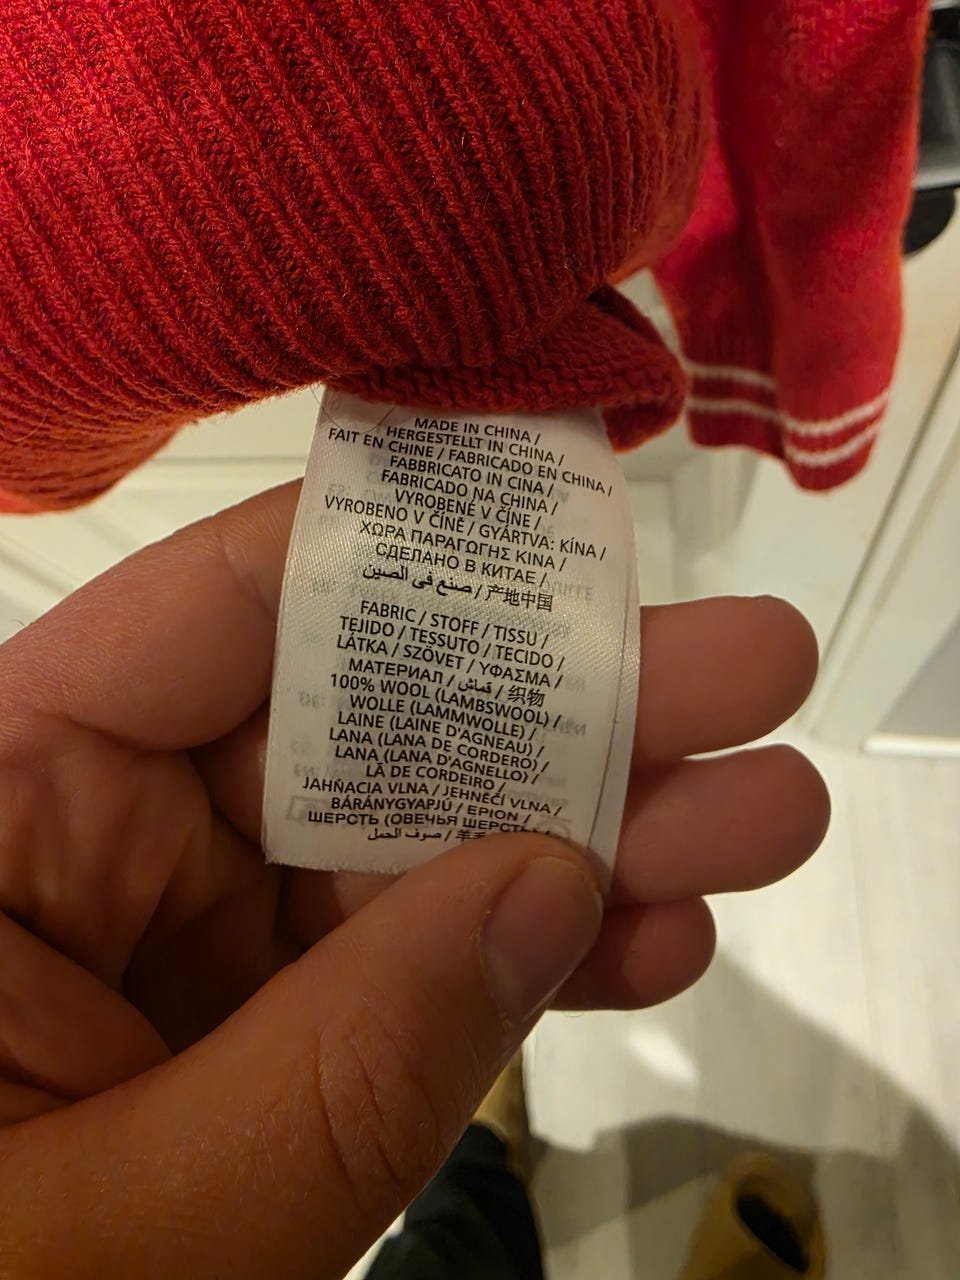 MADE IN CHINA /
HERGESTELLT IN CHINA /
FAIT EN CHINE / FABRICADO EN CHINA /
FABBRICATO IN CINA /
FABRICADO NA CHINA /
VYROBENÉ V ČÍNE /
VYROBENO V ČÍNĚ / GYÁRTVA: KÍNA /
ΧΩΡΑ ΠΑΡΑΓΩΓΗΣ ΚΙΝΑ /
СДЕЛАНО В КИТАЕ /
صنع في الصين / 产地中国
FABRIC / STOFF / TISSU /
TEJIDO / TESSUTO / TECIDO /
LÁTKA / SZÖVET / ΥΦΑΣΜΑ /
МАТЕРИАЛ / قماش / 织物
100% WOOL (LAMBSWOOL) /
WOLLE (LAMMWOLLE) /
LAINE (LAINE D'AGNEAU) /
LANA (LANA DE CORDERO) /
LANA (LANA D'AGNELLO) /
LÃ DE CORDEIRO /
JAHŇACIA VLNA / JEHNĚČÍ VLNA /
BÁRÁNYGYAPJÚ / ΕΡΙΟΝ /
ШЕРСТЬ (ОВЕЧЬЯ ШЕРСТЬ) /
صوف الحمل / 羊